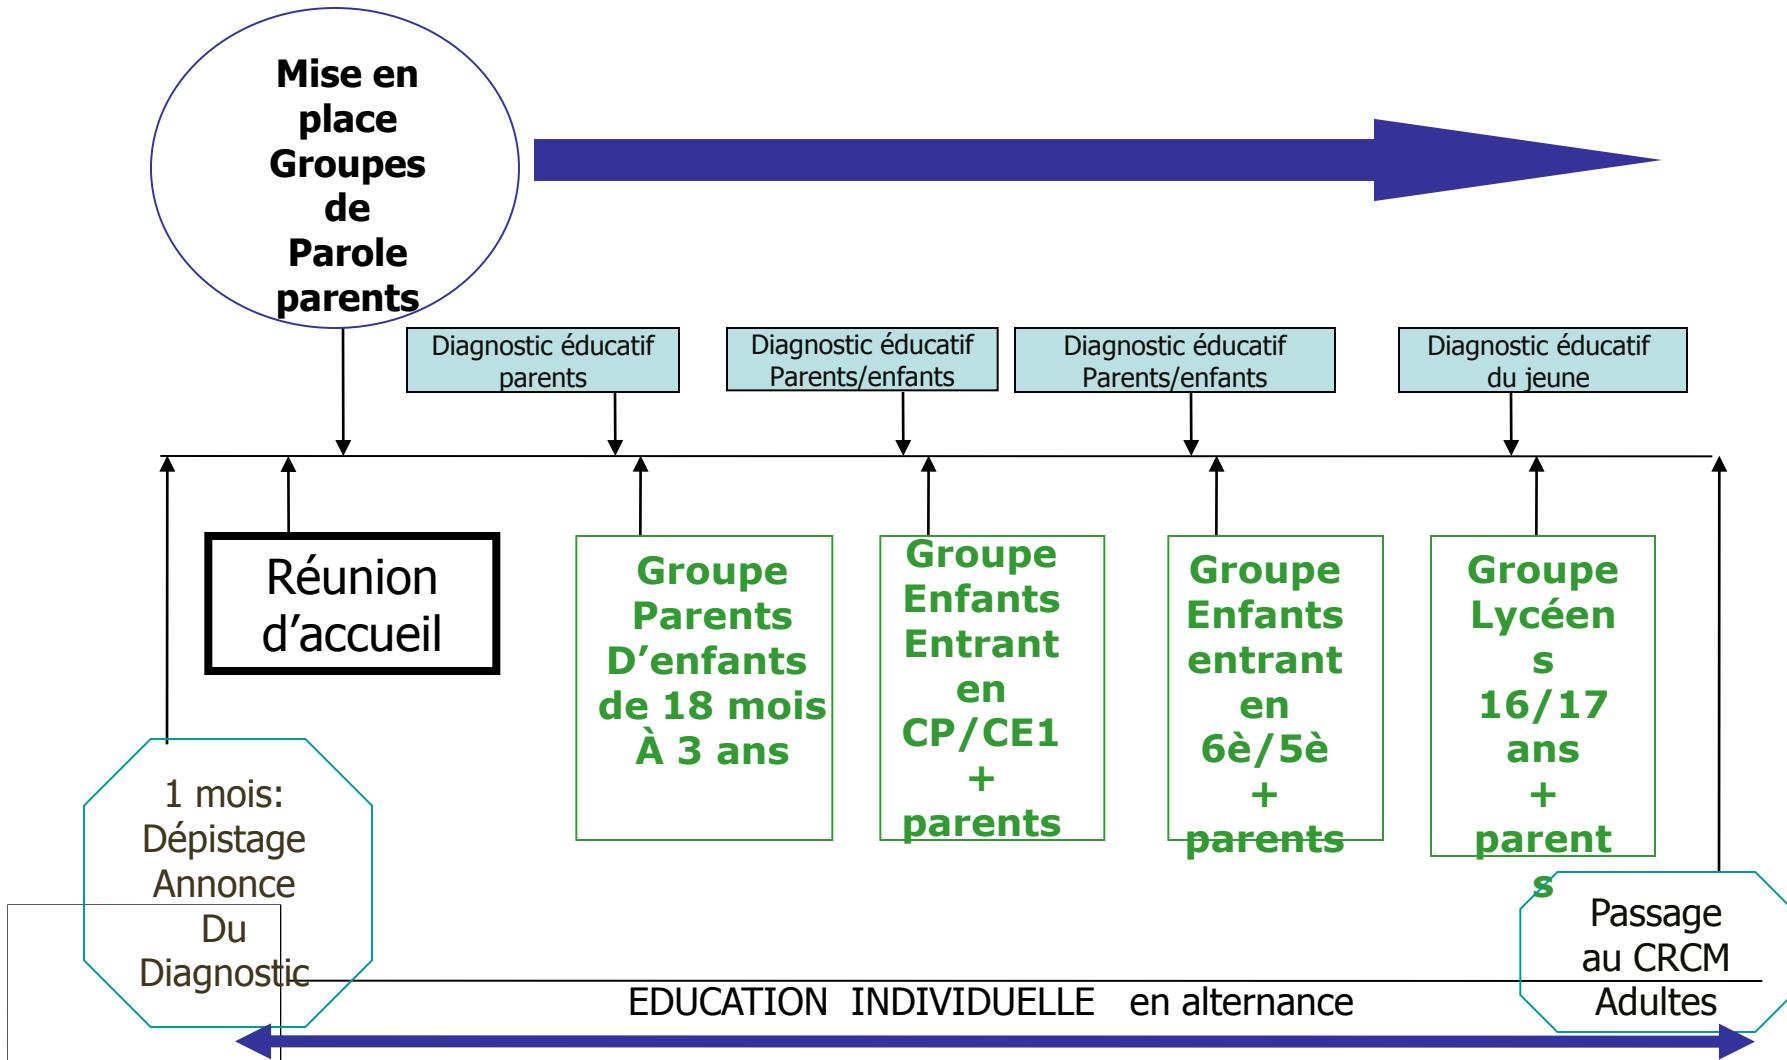 Mise en
place
Groupes
de
Parole
parents
Diagnostic éducatif
parents
Diagnostic éducatif
Parents/enfants
Diagnostic éducatif
Parents/enfants
Diagnostic éducatif
du jeune
Réunion
d’accueil
Groupe
Parents
D’enfants
de 18 mois
À 3 ans
Groupe
Enfants
Entrant
en
CP/CE1
+
parents
Groupe
Enfants
entrant
en
6è/5è
+
parents
Groupe
Lycéen
s
16/17
ans
+
parent
s
1 mois:
Dépistage
Annonce
Du
Diagnostic
Passage
au CRCM
Adultes
EDUCATION INDIVIDUELLE en alternance